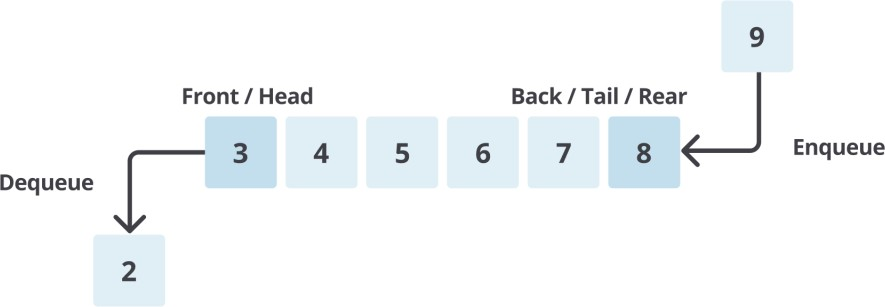 9
Front / Head
Back / Tail / Rear
3 4 5 6 7 8
Enqueue
Dequeue
2